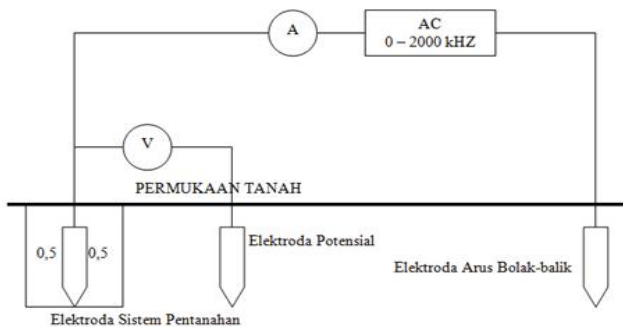 A
AC
0 – 2000 kHZ
V
PERMUKAAN TANAH
0,5
0,5
Elektroda Potensial
Elektroda Arus Bolak-balik
Elektroda Sistem Pentanahan